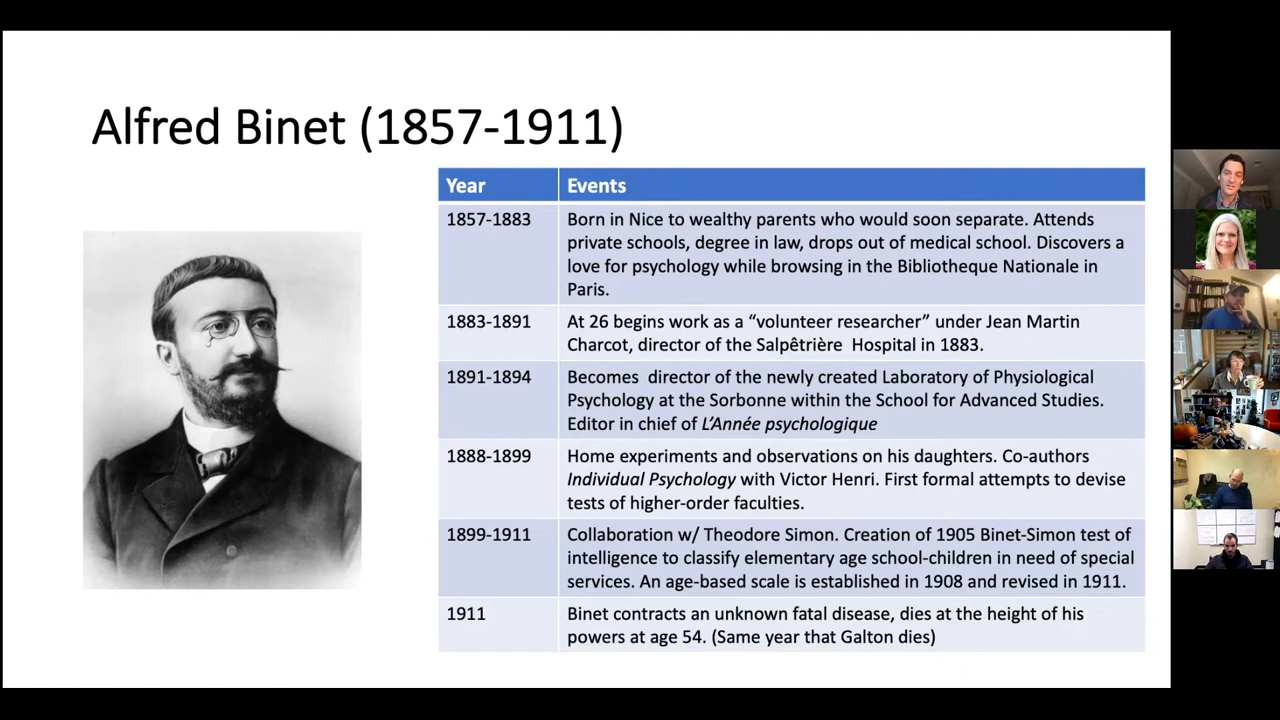 Alfred Binet (1857-1911)
Year Events
1857-1883 Born in Nice to wealthy parents who would soon separate. Attends
private schools, degree in law, drops out of medical school. Discovers a
love for psychology while browsing in the Bibliotheque Nationale in
Paris.
1883-1891 At 26 begins work as a “volunteer researcher” under Jean Martin
Charcot, director of the Salpêtrière Hospital in 1883.
1891-1894 Becomes director of the newly created Laboratory of Physiological
Psychology at the Sorbonne within the School for Advanced Studies.
Editor in chief of L’Année psychologique
1888-1899 Home experiments and observations on his daughters. Co-authors
Individual Psychology with Victor Henri. First formal attempts to devise
tests of higher-order faculties.
1899-1911 Collaboration w/ Theodore Simon. Creation of 1905 Binet-Simon test of
intelligence to classify elementary age school-children in need of special
services. An age-based scale is established in 1908 and revised in 1911.
1911 Binet contracts an unknown fatal disease, dies at the height of his
powers at age 54. (Same year that Galton dies)